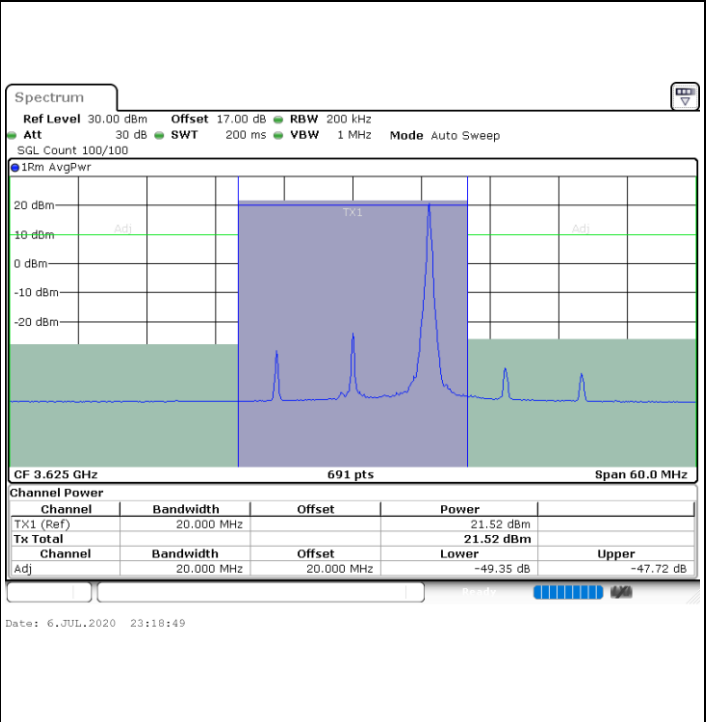 Spectrum
Ref Level 30.00 dBm Offset 17.00 dB RBW 200 kHz
Att 30 dB SWT 200 ms VBW 1 MHz Mode Auto Sweep
SGL Count 100/100
1Rm AvgPwr
TX1
20 dBm
Adj Adj
10 dBm
0 dBm
-10 dBm
-20 dBm
CF 3.625 GHz 691 pts Span 60.0 MHz
Channel Power
Channel Bandwidth Offset Power
TX1 (Ref) 20.000 MHz 21.52 dBm
Tx Total 21.52 dBm
Channel Bandwidth Offset Lower Upper
Adj 20.000 MHz 20.000 MHz -49.35 dB -47.72 dB
Ready
Date: 6.JUL.2020 23:18:49